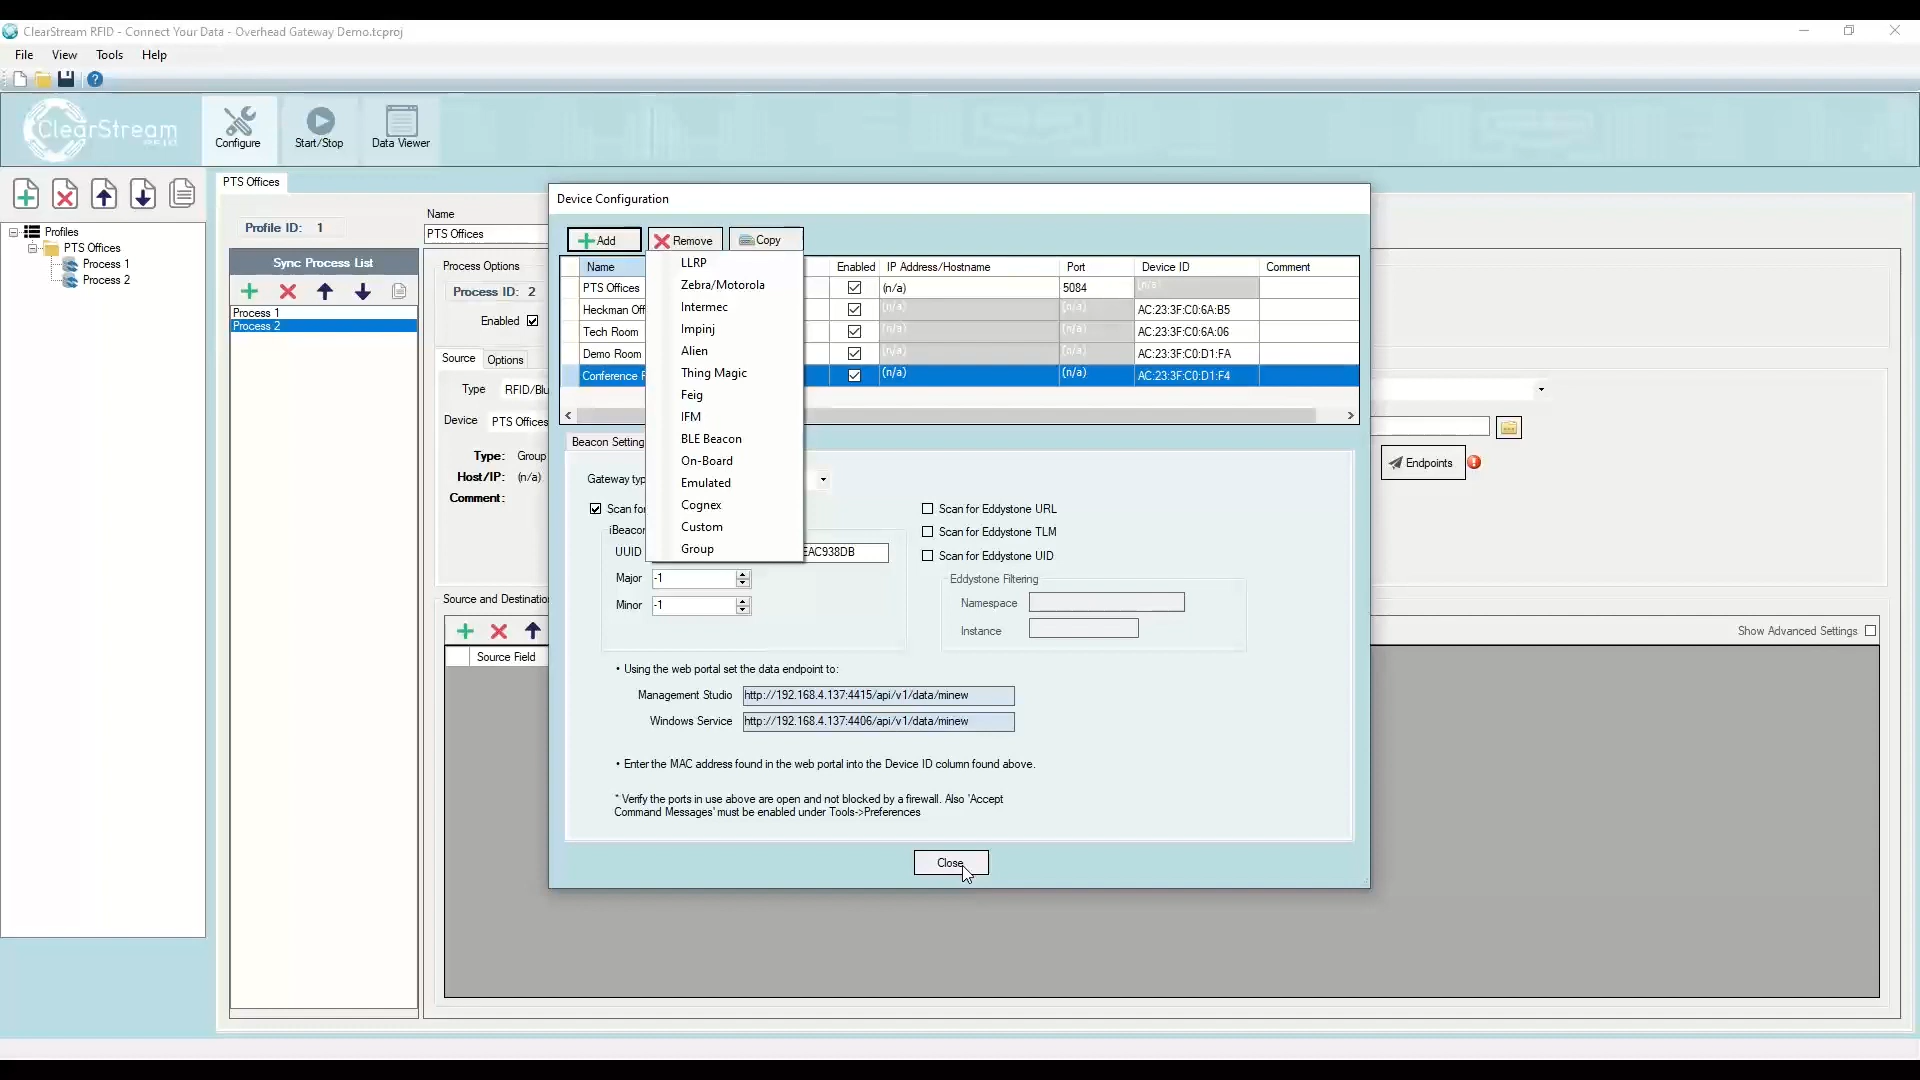 ClearStream RFID - Connect Your Data - Overhead Gateway Demo.tcproj
File View Tools Help
ClearStream
Configure
Start/Stop
Data Viewer
PTS Offices
Profiles
PTS Offices
Process 1
Process 2
Profile ID: 1
Name
PTS Offices
Sync Process List
Process 1
Process 2
Process Options
Process ID: 2
Enabled
Source Options
Type RFID/Blu
Device PTS Offices
Type: Group
Host/IP: (n/a)
Comment:
Source and Destinatio
Source Field
Device Configuration
Add Remove Copy
Name Enabled IP Address/Hostname Port Device ID Comment
PTS Offices (n/a) 5084 (n/a)
Heckman Off (n/a) (n/a) AC:23:3F:C0:6A:B5
Tech Room (n/a) (n/a) AC:23:3F:C0:6A:06
Demo Room (n/a) (n/a) AC:23:3F:C0:D1:FA
Conference R (n/a) (n/a) AC:23:3F:C0:D1:F4
LLRP
Zebra/Motorola
Intermec
Impinj
Alien
Thing Magic
Feig
IFM
BLE Beacon
On-Board
Emulated
Cognex
Custom
Group
Beacon Setting
Gateway typ
Scan for
iBeacon
UUID EAC938DB
Major -1
Minor -1
Scan for Eddystone URL
Scan for Eddystone TLM
Scan for Eddystone UID
Eddystone Filtering
Namespace
Instance
• Using the web portal set the data endpoint to:
Management Studio http://192.168.4.137:4415/api/v1/data/minew
Windows Service http://192.168.4.137:4406/api/v1/data/minew
• Enter the MAC address found in the web portal into the Device ID column found above.
* Verify the ports in use above are open and not blocked by a firewall. Also 'Accept
Command Messages' must be enabled under Tools->Preferences
Close
Endpoints
Show Advanced Settings